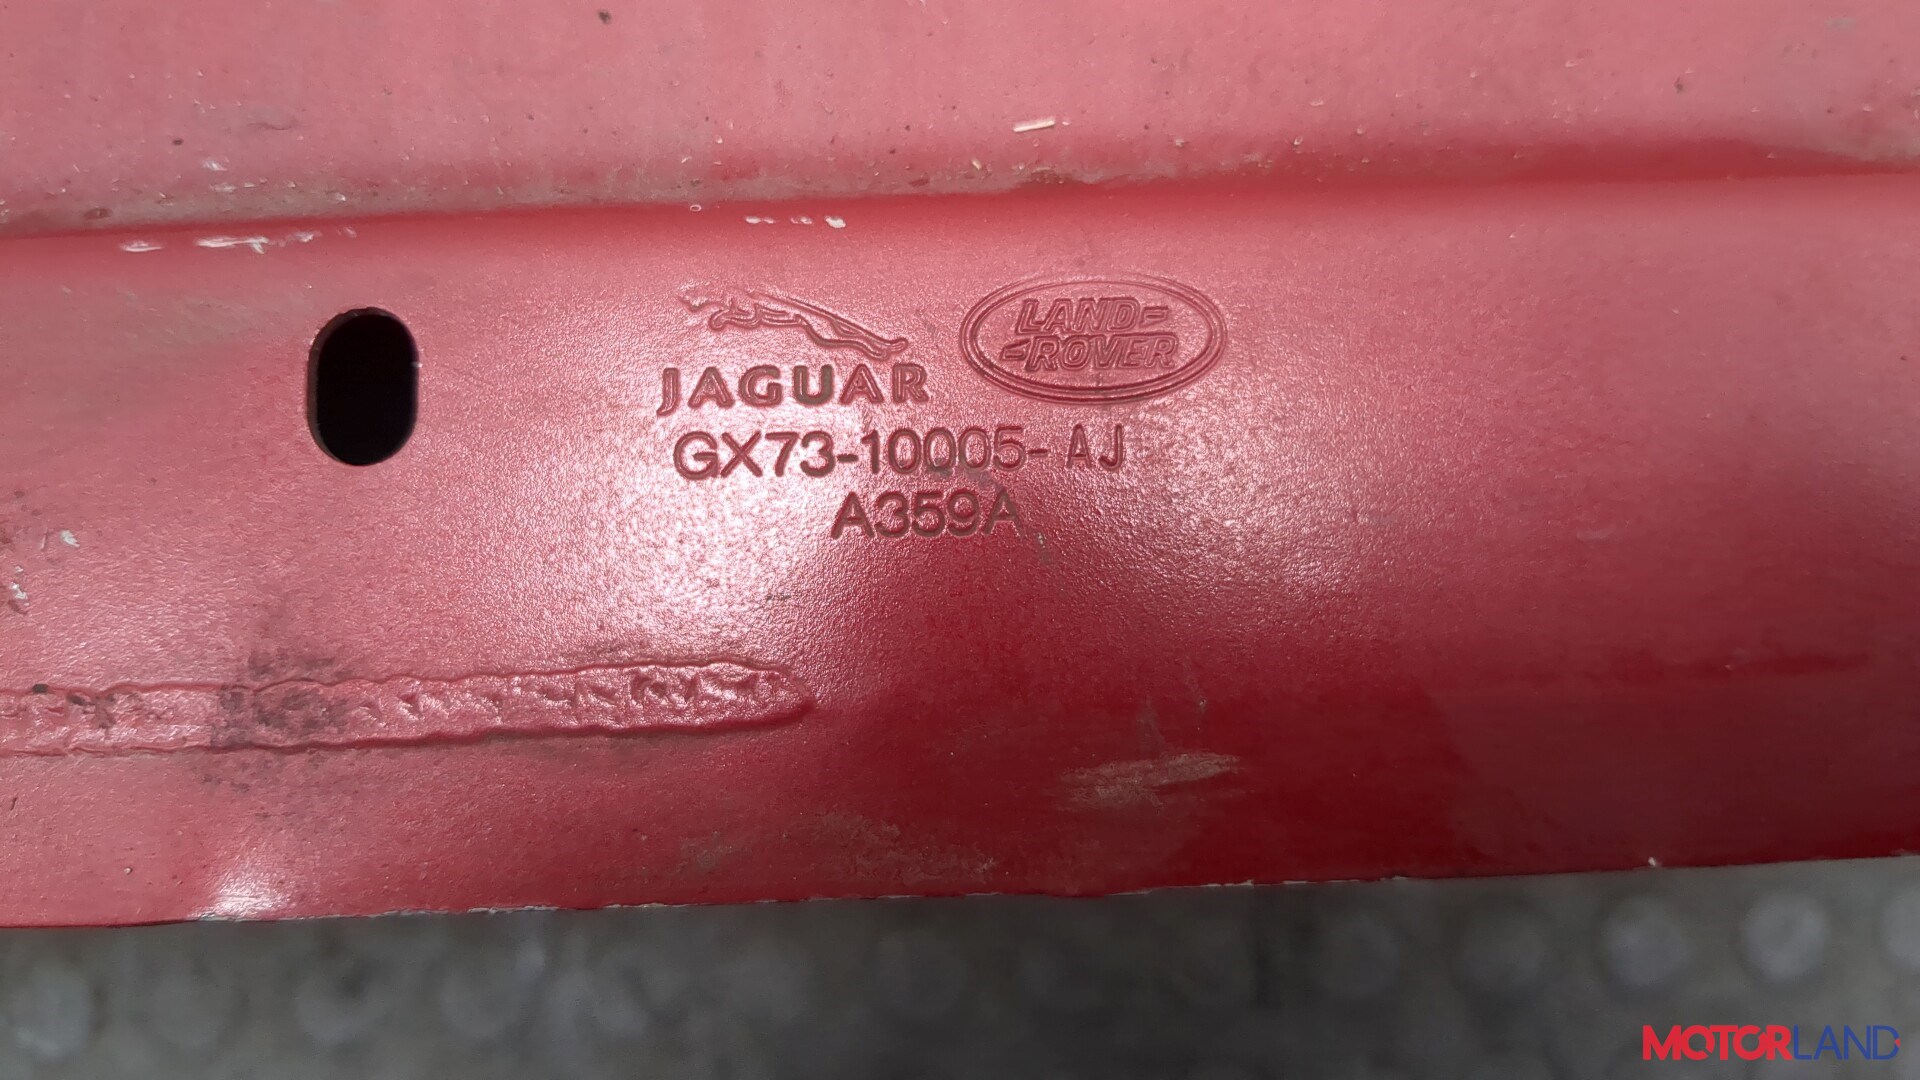 JAGUAR
LAND-
-ROVER
GX73-10005-AJ
A359A
MOTORLAND